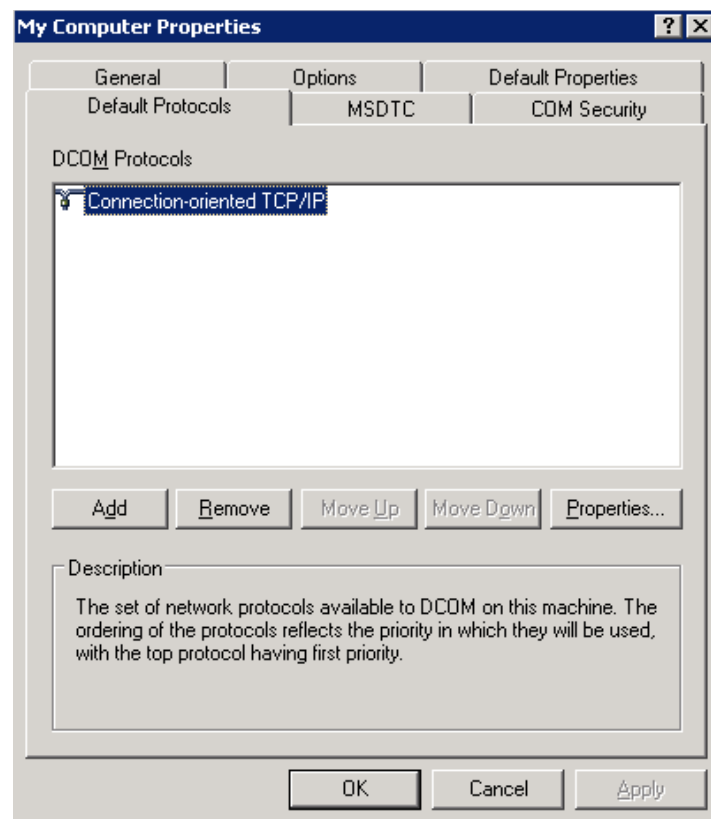 My Computer Properties
General Options Default Properties
Default Protocols MSDTC COM Security
DCOM Protocols
Connection-oriented TCP/IP
Add Remove Move Up Move Down Properties...
Description
The set of network protocols available to DCOM on this machine. The
ordering of the protocols reflects the priority in which they will be used,
with the top protocol having first priority.
OK Cancel Apply